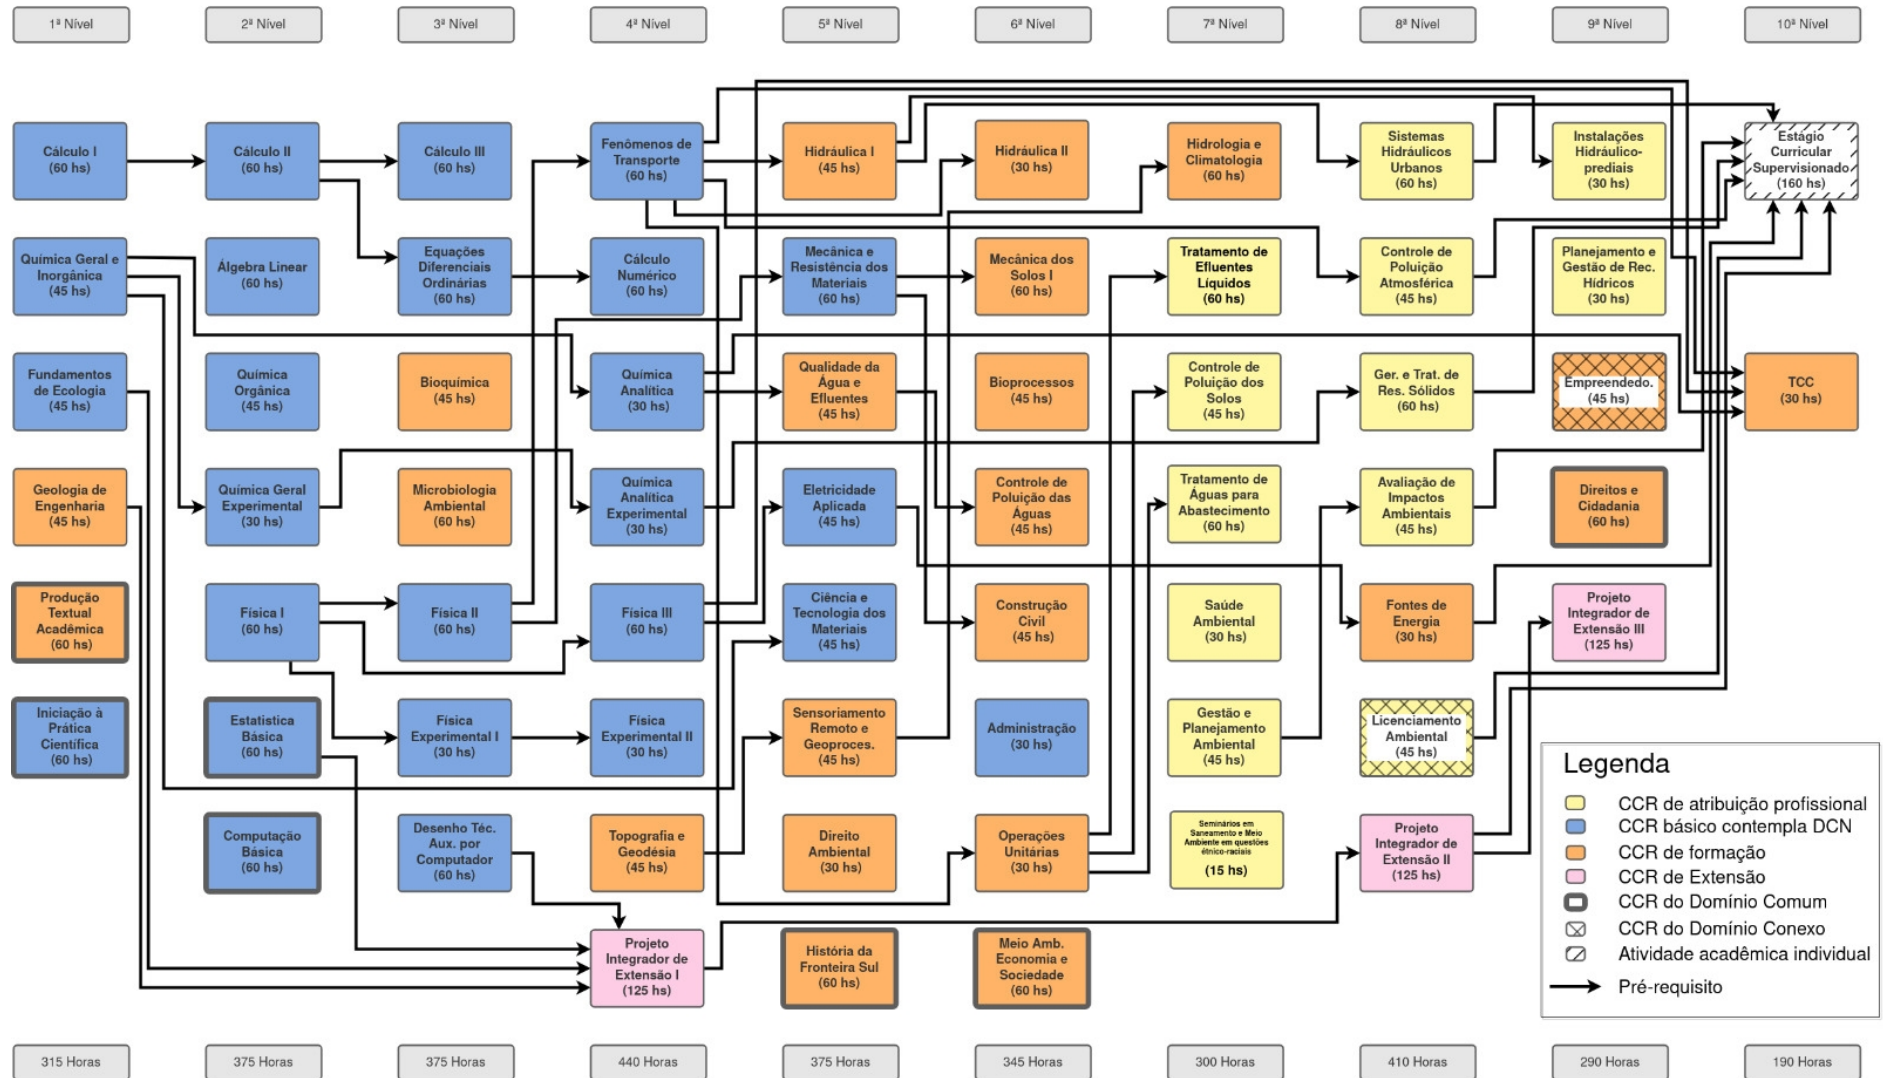 1ª Nível
2ª Nível
3ª Nível
4ª Nível
5ª Nível
6ª Nível
7ª Nível
8ª Nível
9ª Nível
10ª Nível
Cálculo I
(60 hs)
Cálculo II
(60 hs)
Cálculo III
(60 hs)
Fenômenos de
Transporte
(60 hs)
Hidráulica I
(45 hs)
Hidráulica II
(30 hs)
Hidrologia e
Climatologia
(60 hs)
Sistemas
Hidráulicos
Urbanos
(60 hs)
Instalações
Hidráulico-
prediais
(30 hs)
Estágio
Curricular
Supervisionado
(160 hs)
Química Geral e
Inorgânica
(45 hs)
Álgebra Linear
(60 hs)
Equações
Diferenciais
Ordinárias
(60 hs)
Cálculo
Numérico
(60 hs)
Mecânica e
Resistência dos
Materiais
(60 hs)
Mecânica dos
Solos I
(60 hs)
Tratamento de
Efluentes
Líquidos
(60 hs)
Controle de
Poluição
Atmosférica
(45 hs)
Planejamento e
Gestão de Rec.
Hídricos
(30 hs)
Fundamentos
de Ecologia
(45 hs)
Química
Orgânica
(45 hs)
Bioquímica
(45 hs)
Química
Analítica
(30 hs)
Qualidade da
Água e
Efluentes
(45 hs)
Bioprocessos
(45 hs)
Controle de
Poluição dos
Solos
(45 hs)
Ger. e Trat. de
Res. Sólidos
(60 hs)
Empreendedo.
(45 hs)
TCC
(30 hs)
Geologia de
Engenharia
(45 hs)
Química Geral
Experimental
(30 hs)
Microbiologia
Ambiental
(60 hs)
Química
Analítica
Experimental
(30 hs)
Eletricidade
Aplicada
(45 hs)
Controle de
Poluição das
Águas
(45 hs)
Tratamento de
Águas para
Abastecimento
(60 hs)
Avaliação de
Impactos
Ambientais
(45 hs)
Direitos e
Cidadania
(60 hs)
Produção
Textual
Acadêmica
(60 hs)
Física I
(60 hs)
Física II
(60 hs)
Física III
(60 hs)
Ciência e
Tecnologia dos
Materiais
(45 hs)
Construção
Civil
(45 hs)
Saúde
Ambiental
(30 hs)
Fontes de
Energia
(30 hs)
Projeto
Integrador de
Extensão III
(125 hs)
Iniciação à
Prática
Científica
(60 hs)
Estatistica
Básica
(60 hs)
Física
Experimental I
(30 hs)
Física
Experimental II
(30 hs)
Sensoriamento
Remoto e
Geoproces.
(45 hs)
Administração
(30 hs)
Gestão e
Planejamento
Ambiental
(45 hs)
Licenciamento
Ambiental
(45 hs)
Computação
Básica
(60 hs)
Desenho Téc.
Aux. por
Computador
(60 hs)
Topografia e
Geodésia
(45 hs)
Direito
Ambiental
(30 hs)
Operações
Unitárias
(30 hs)
Seminários em
Saneamento e Meio
Ambiente em questões
étnico-raciais
(15 hs)
Projeto
Integrador de
Extensão II
(125 hs)
Projeto
Integrador de
Extensão I
(125 hs)
História da
Fronteira Sul
(60 hs)
Meio Amb.
Economia e
Sociedade
(60 hs)
Legenda
CCR de atribuição profissional
CCR básico contempla DCN
CCR de formação
CCR de Extensão
CCR do Domínio Comum
CCR do Domínio Conexo
Atividade acadêmica individual
Pré-requisito
315 Horas
375 Horas
375 Horas
440 Horas
375 Horas
345 Horas
300 Horas
410 Horas
290 Horas
190 Horas